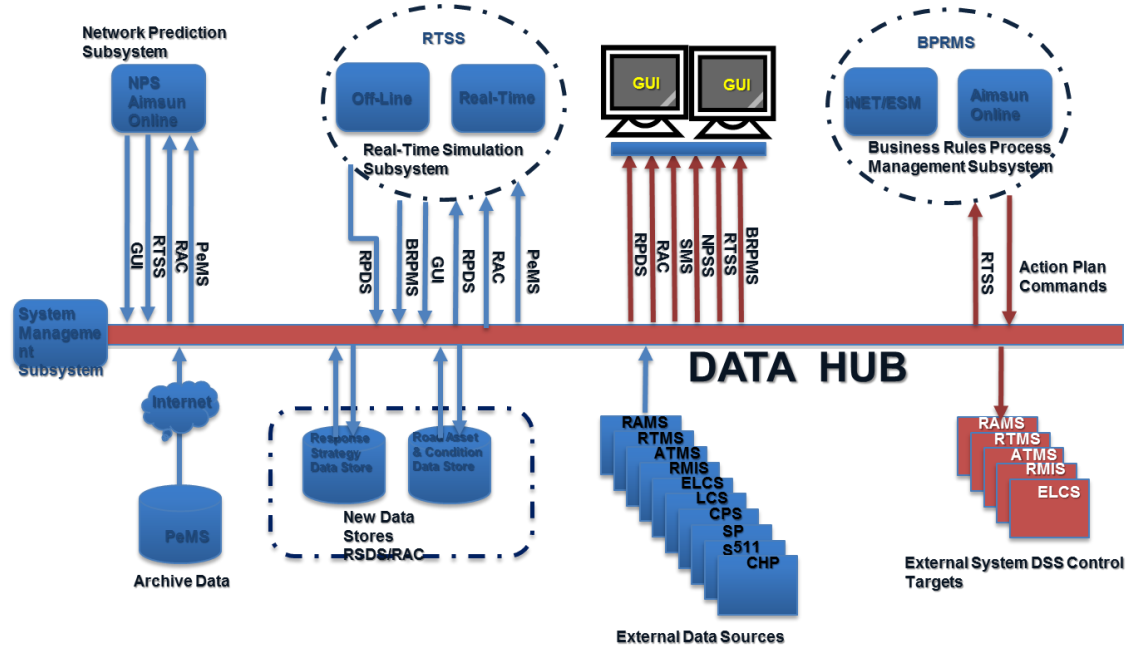 Network Prediction
Subsystem
NPS
Aimsun
Online
GUI
RTSS
RAC
PeMS
RTSS
Off-Line
Real-Time
Real-Time Simulation
Subsystem
RPDS
BRPMS
GUI
RPDS
RAC
PeMS
GUI
GUI
RPDS
RAC
SMS
NPSS
RTSS
BRPMS
BPRMS
iNET/ESM
Aimsun
Online
Business Rules Process
Management Subsystem
RTSS
Action Plan
Commands
System
Manageme
nt
Subsystem
DATA HUB
Internet
PeMS
Archive Data
Response
Strategy
Data Store
Road Asset
& Condition
Data Store
New Data
Stores
RSDS/RAC
RAMS
RTMS
ATMS
RMIS
ELCS
LCS
CPS
SP
S
511
CHP
External Data Sources
RAMS
RTMS
ATMS
RMIS
ELCS
External System DSS Control
Targets